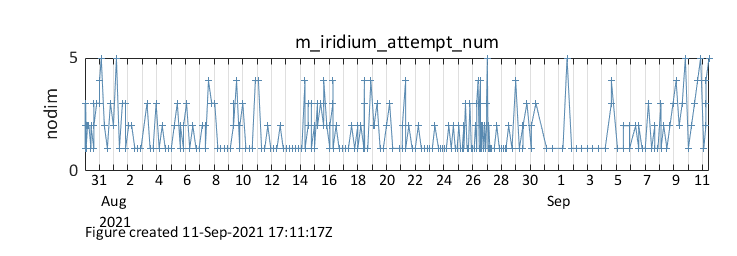 m_iridium_attempt_num
5
nodim
0
31 2 4 6 8 10 12 14 16 18 20 22 24 26 28 30 1 3 5 7 9 11
Aug Sep
2021
Figure created 11-Sep-2021 17:11:17Z